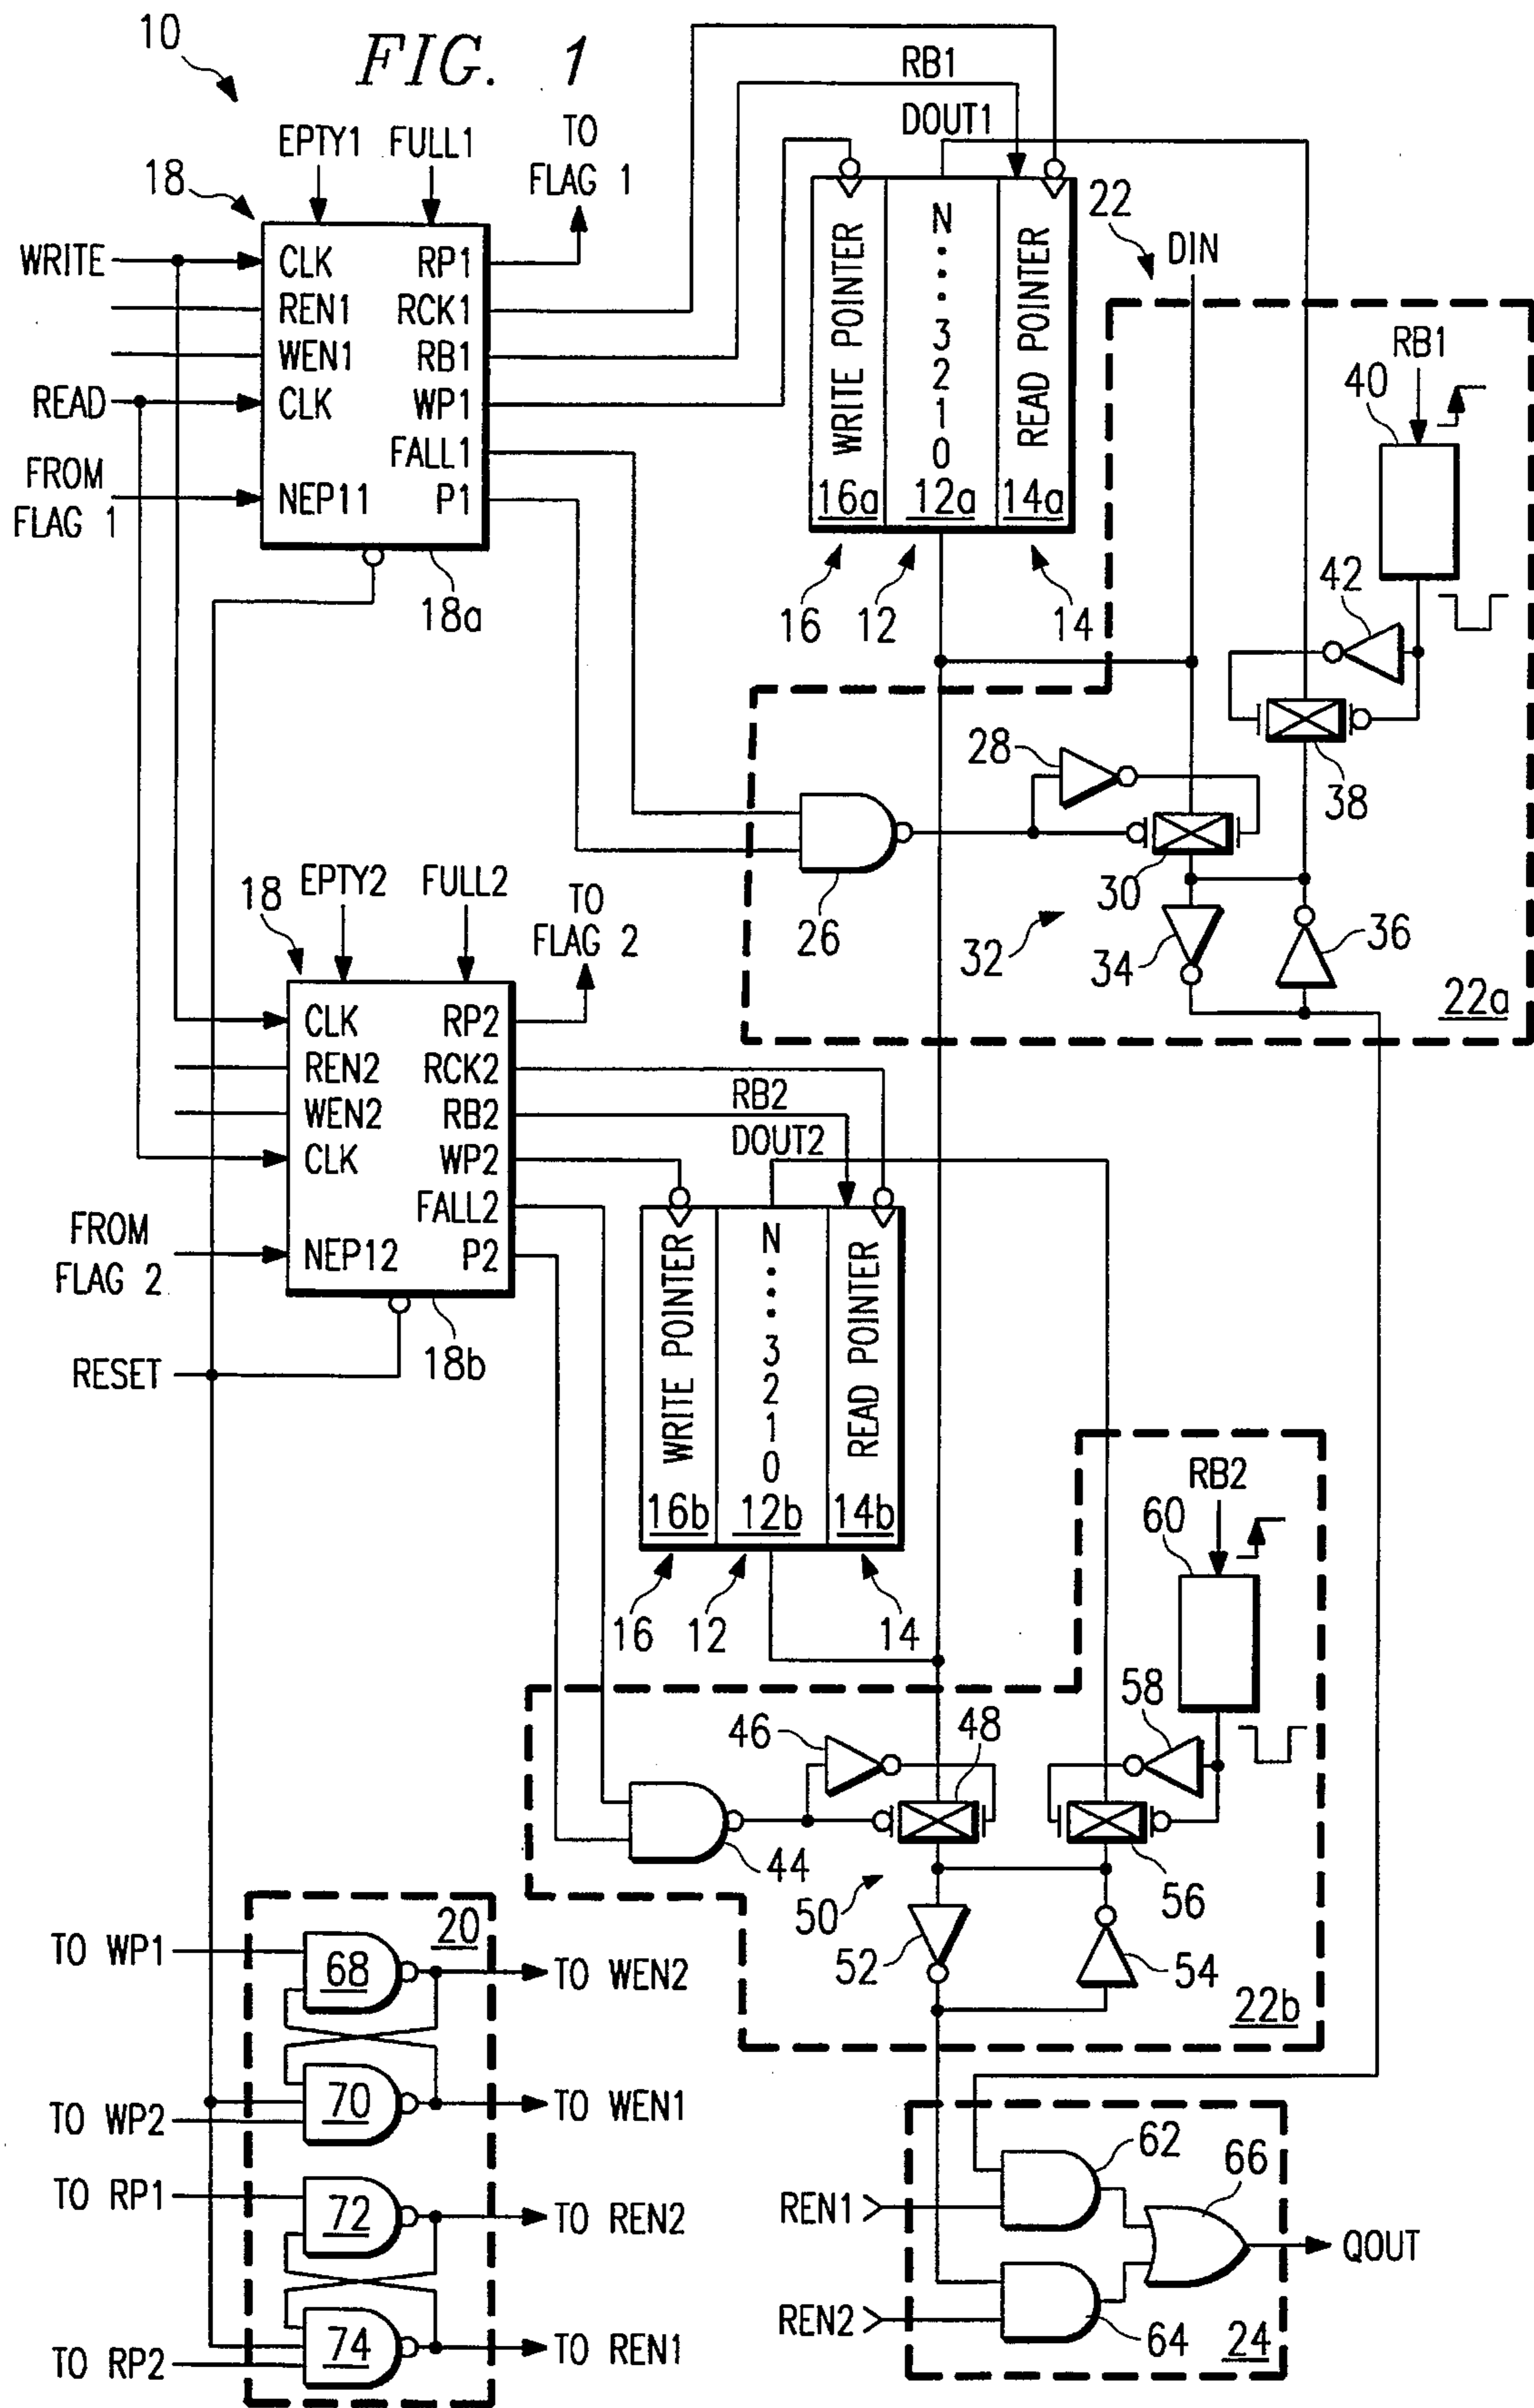 10
FIG. 1
EPTY1
FULL1
TO
FLAG 1
RB1
DOUT1
18
22
DIN
WRITE
CLK
RP1
REN1
RCK1
WEN1
RB1
READ
CLK
WP1
FALL1
FROM
FLAG 1
NEP11
P1
18a
WRITE POINTER
N
3
2
1
0
READ POINTER
16a
12a
14a
16
12
14
RB1
40
42
38
28
30
26
32
34
36
22a
18
EPTY2
FULL2
TO
FLAG 2
CLK
RP2
REN2
RCK2
WEN2
RB2
CLK
WP2
FALL2
FROM
FLAG 2
NEP12
P2
18b
RESET
RB2
DOUT2
WRITE POINTER
N
3
2
1
0
READ POINTER
16b
12b
14b
16
12
14
RB2
60
58
46
48
44
56
50
52
54
22b
20
TO WP1
68
TO WEN2
70
TO WEN1
TO WP2
TO RP1
72
TO REN2
74
TO REN1
TO RP2
62
66
REN1
QOUT
REN2
64
24